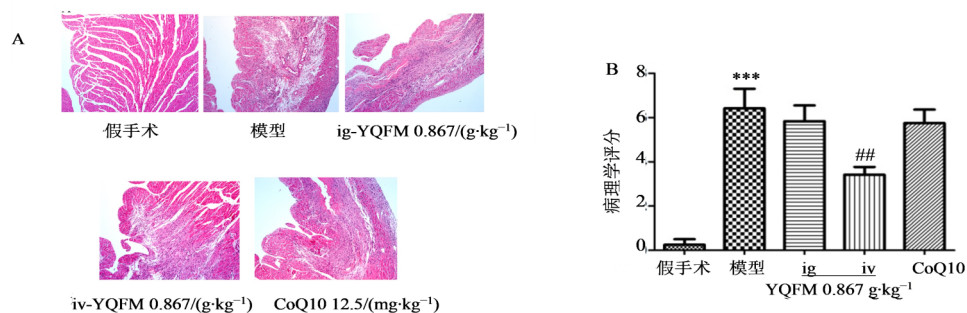 A
假手术
模型
ig-YQFM 0.867/(g·kg⁻¹)
iv-YQFM 0.867/(g·kg⁻¹)
CoQ10 12.5/(mg·kg⁻¹)
B
病理学评分
8
6
4
2
0
***
##
假手术
模型
ig
iv
CoQ10
YQFM 0.867 g·kg⁻¹